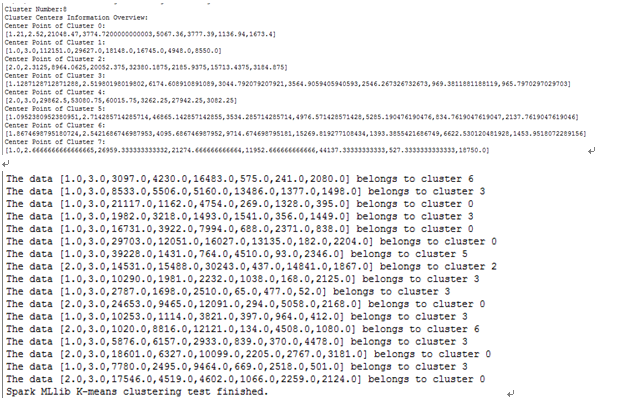 Cluster Number:8
Cluster Centers Information Overview:
Center Point of Cluster 0:
[1.21,2.52,21048.47,3774.7200000000003,5067.36,3777.39,1136.94,1673.4]
Center Point of Cluster 1:
[1.0,3.0,112151.0,29627.0,18148.0,16745.0,4948.0,8550.0]
Center Point of Cluster 2:
[2.0,2.3125,8964.0625,20052.375,32380.1875,2185.9375,15713.4375,3184.875]
Center Point of Cluster 3:
[1.1287128712871288,2.51980198019802,6174.608910891089,3044.792079207921,3564.9059405940593,2546.267326732673,969.3811881188119,965.7970297029703]
Center Point of Cluster 4:
[2.0,3.0,29862.5,53080.75,60015.75,3262.25,27942.25,3082.25]
Center Point of Cluster 5:
[1.0952380952380951,2.7142857142857144,46865.142857142855,3534.285714285714,4976.571428571428,5285.190476190476,834.7619047619047,2137.7619047619046]
Center Point of Cluster 6:
[1.8674698795180724,2.5421686746987953,4095.686746987952,9714.674698795181,15269.819277108434,1393.3855421686749,6622.530120481928,1453.9518072289156]
Center Point of Cluster 7:
[1.0,2.6666666666666665,26959.333333333332,21274.666666666664,11952.666666666666,44137.33333333333,527.3333333333333,18750.0]
The data [1.0,3.0,3097.0,4230.0,16483.0,575.0,241.0,2080.0] belongs to cluster 6
The data [1.0,3.0,8533.0,5506.0,5160.0,13486.0,1377.0,1498.0] belongs to cluster 3
The data [1.0,3.0,21117.0,1162.0,4754.0,269.0,1328.0,395.0] belongs to cluster 0
The data [1.0,3.0,1982.0,3218.0,1493.0,1541.0,356.0,1449.0] belongs to cluster 3
The data [1.0,3.0,16731.0,3922.0,7994.0,688.0,2371.0,838.0] belongs to cluster 0
The data [1.0,3.0,29703.0,12051.0,16027.0,13135.0,182.0,2204.0] belongs to cluster 0
The data [1.0,3.0,39228.0,1431.0,764.0,4510.0,93.0,2346.0] belongs to cluster 5
The data [2.0,3.0,14531.0,15488.0,30243.0,437.0,14841.0,1867.0] belongs to cluster 2
The data [1.0,3.0,10290.0,1981.0,2232.0,1038.0,168.0,2125.0] belongs to cluster 3
The data [1.0,3.0,2787.0,1698.0,2510.0,65.0,477.0,52.0] belongs to cluster 3
The data [2.0,3.0,24653.0,9465.0,12091.0,294.0,5058.0,2168.0] belongs to cluster 0
The data [1.0,3.0,10253.0,1114.0,3821.0,397.0,964.0,412.0] belongs to cluster 3
The data [2.0,3.0,1020.0,8816.0,12121.0,134.0,4508.0,1080.0] belongs to cluster 6
The data [1.0,3.0,5876.0,6157.0,2933.0,839.0,370.0,4478.0] belongs to cluster 3
The data [2.0,3.0,18601.0,6327.0,10099.0,2205.0,2767.0,3181.0] belongs to cluster 0
The data [1.0,3.0,7780.0,2495.0,9464.0,669.0,2518.0,501.0] belongs to cluster 3
The data [2.0,3.0,17546.0,4519.0,4602.0,1066.0,2259.0,2124.0] belongs to cluster 0
Spark MLlib K-means clustering test finished.